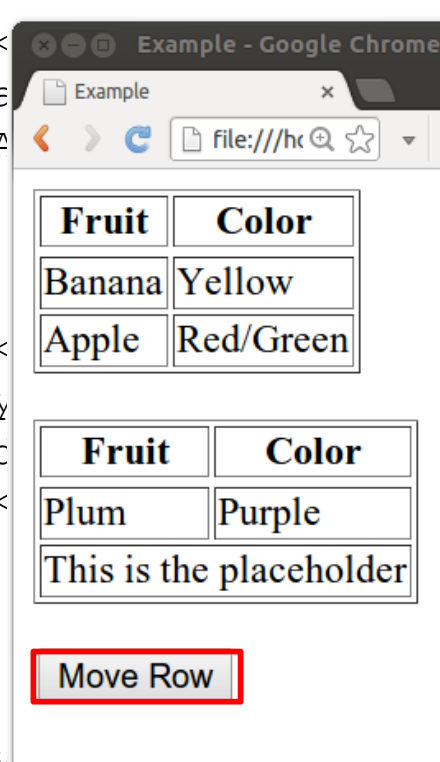 Example - Google Chrome
Example ×
file:///hc
Fruit Color
Banana Yellow
Apple Red/Green
Fruit Color
Plum Purple
This is the placeholder
Move Row